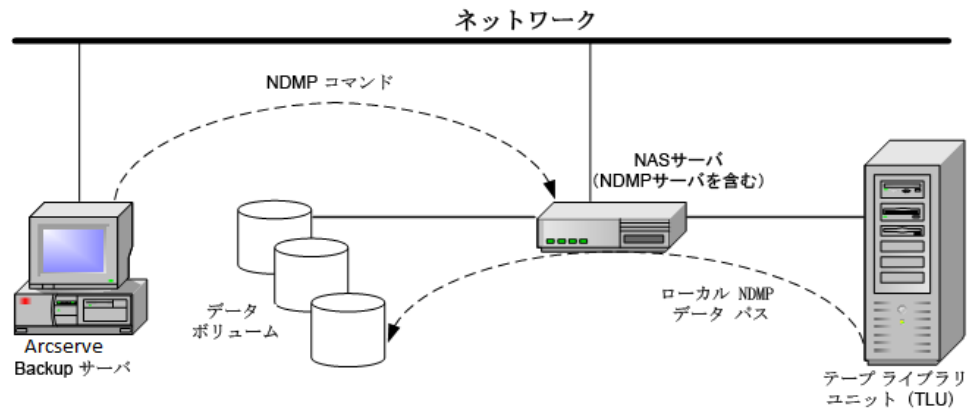 ネットワーク
NDMP コマンド
NASサーバ
(NDMPサーバを含む)
Arcserve
Backup サーバ
データ
ボリューム
ローカル NDMP
データ パス
テープ ライブラリ
ユニット (TLU)